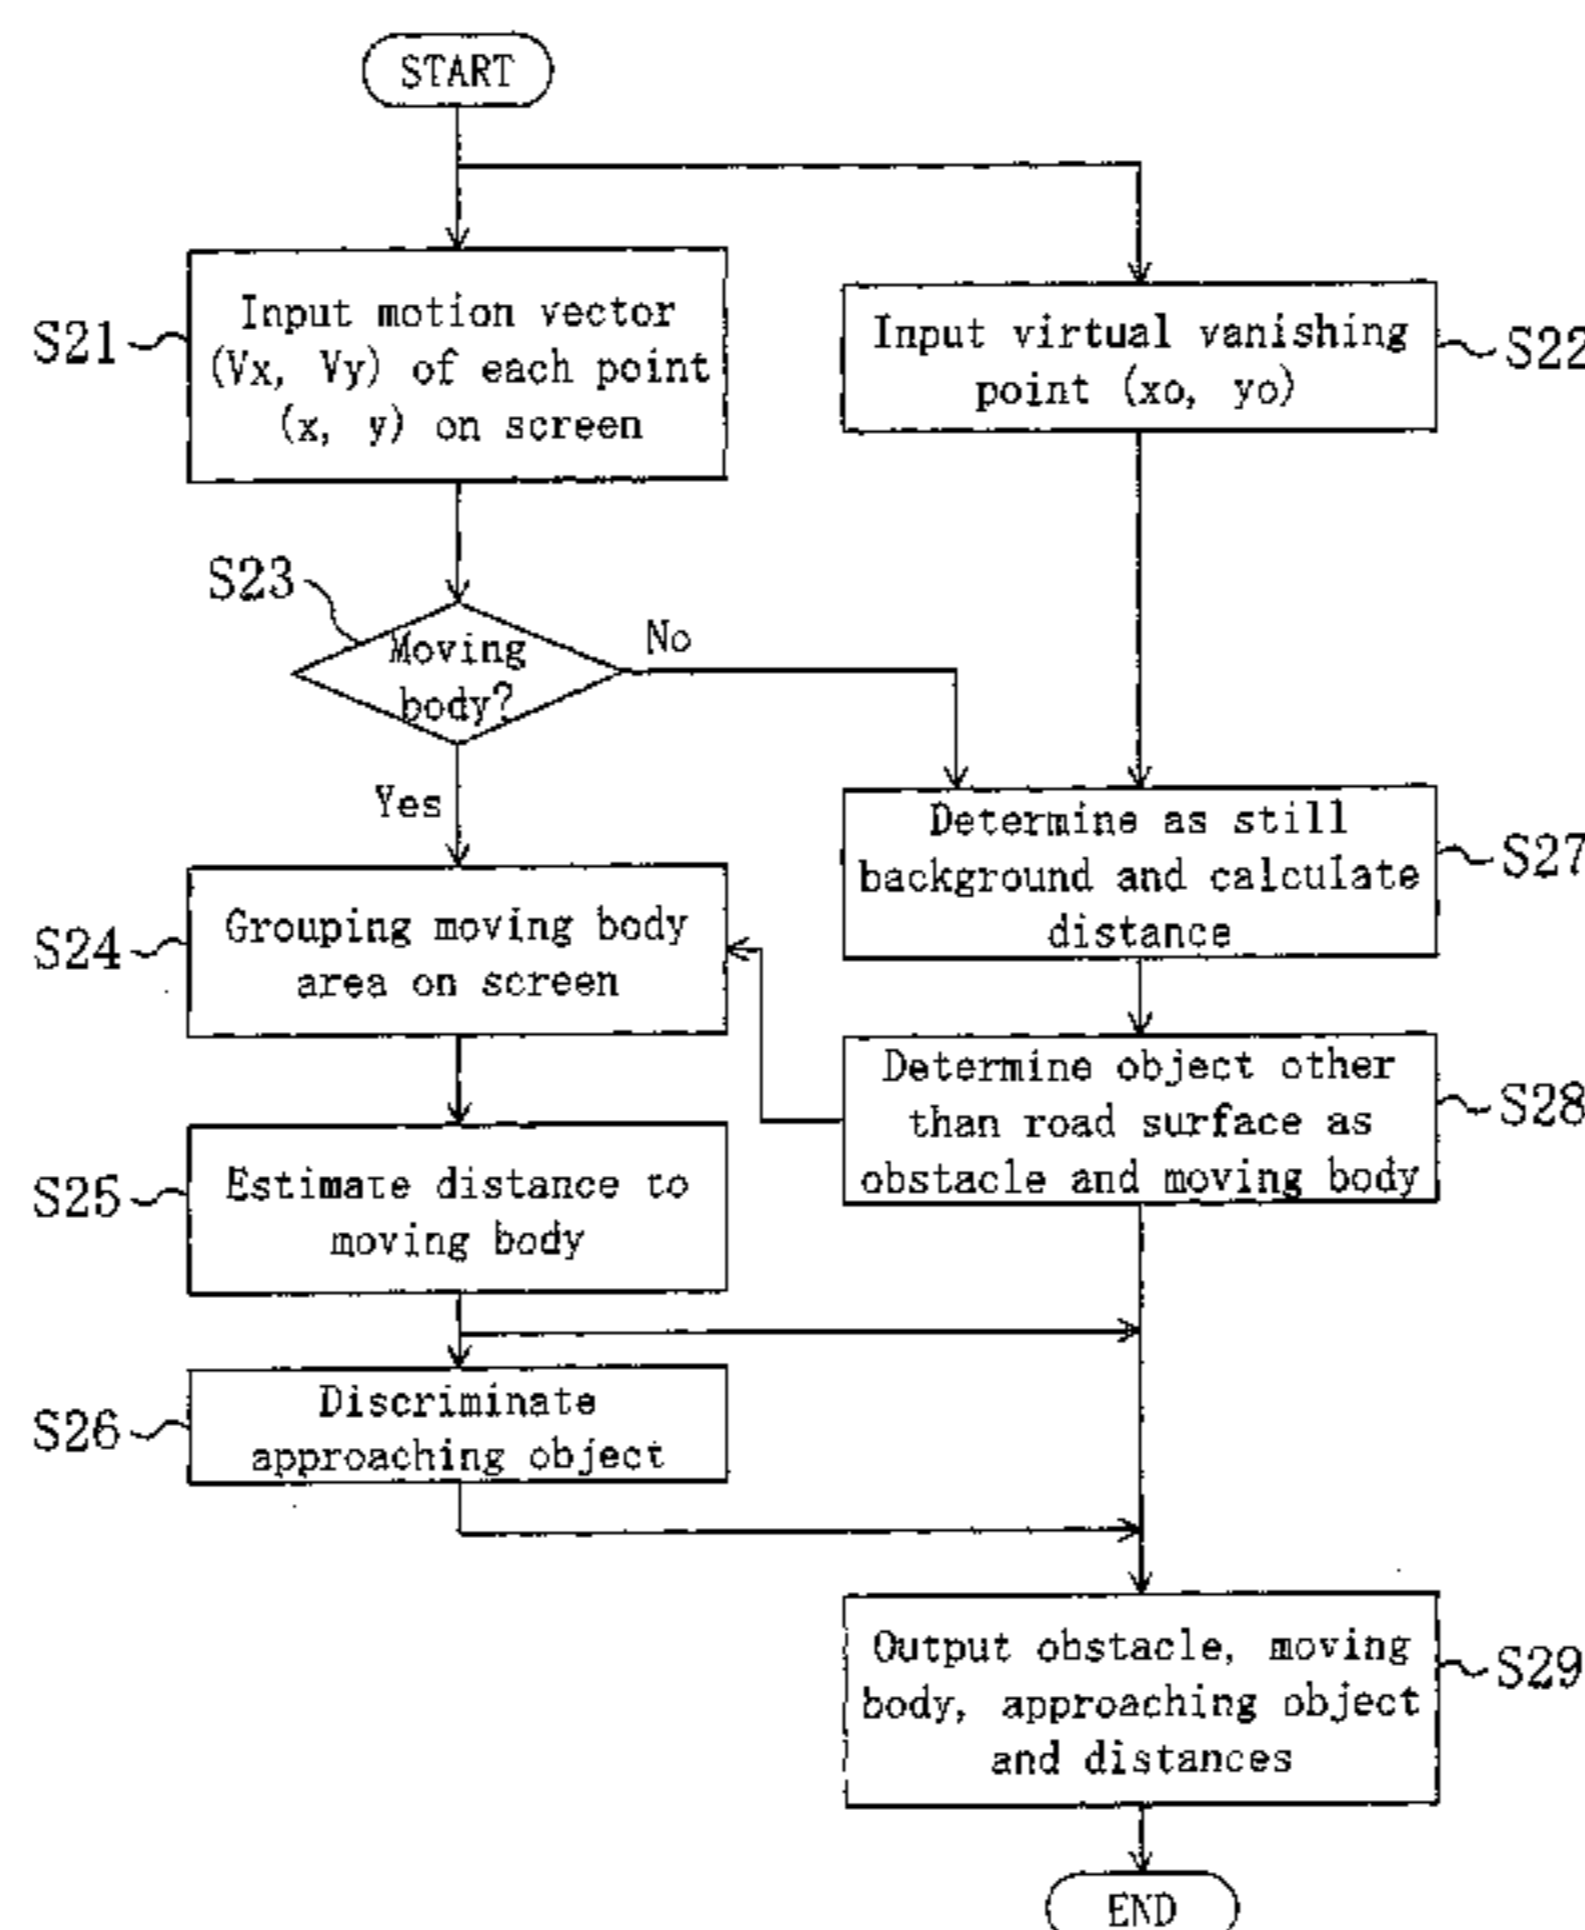 START
S21
Input motion vector
(Vx, Vy) of each point
(x, y) on screen
Input virtual vanishing
point (xo, yo)
S22
S23
Moving
body?
No
Yes
Determine as still
background and calculate
distance
S27
S24
Grouping moving body
area on screen
Determine object other
than road surface as
obstacle and moving body
S28
S25
Estimate distance to
moving body
S26
Discriminate
approaching object
Output obstacle, moving
body, approaching object
and distances
S29
END